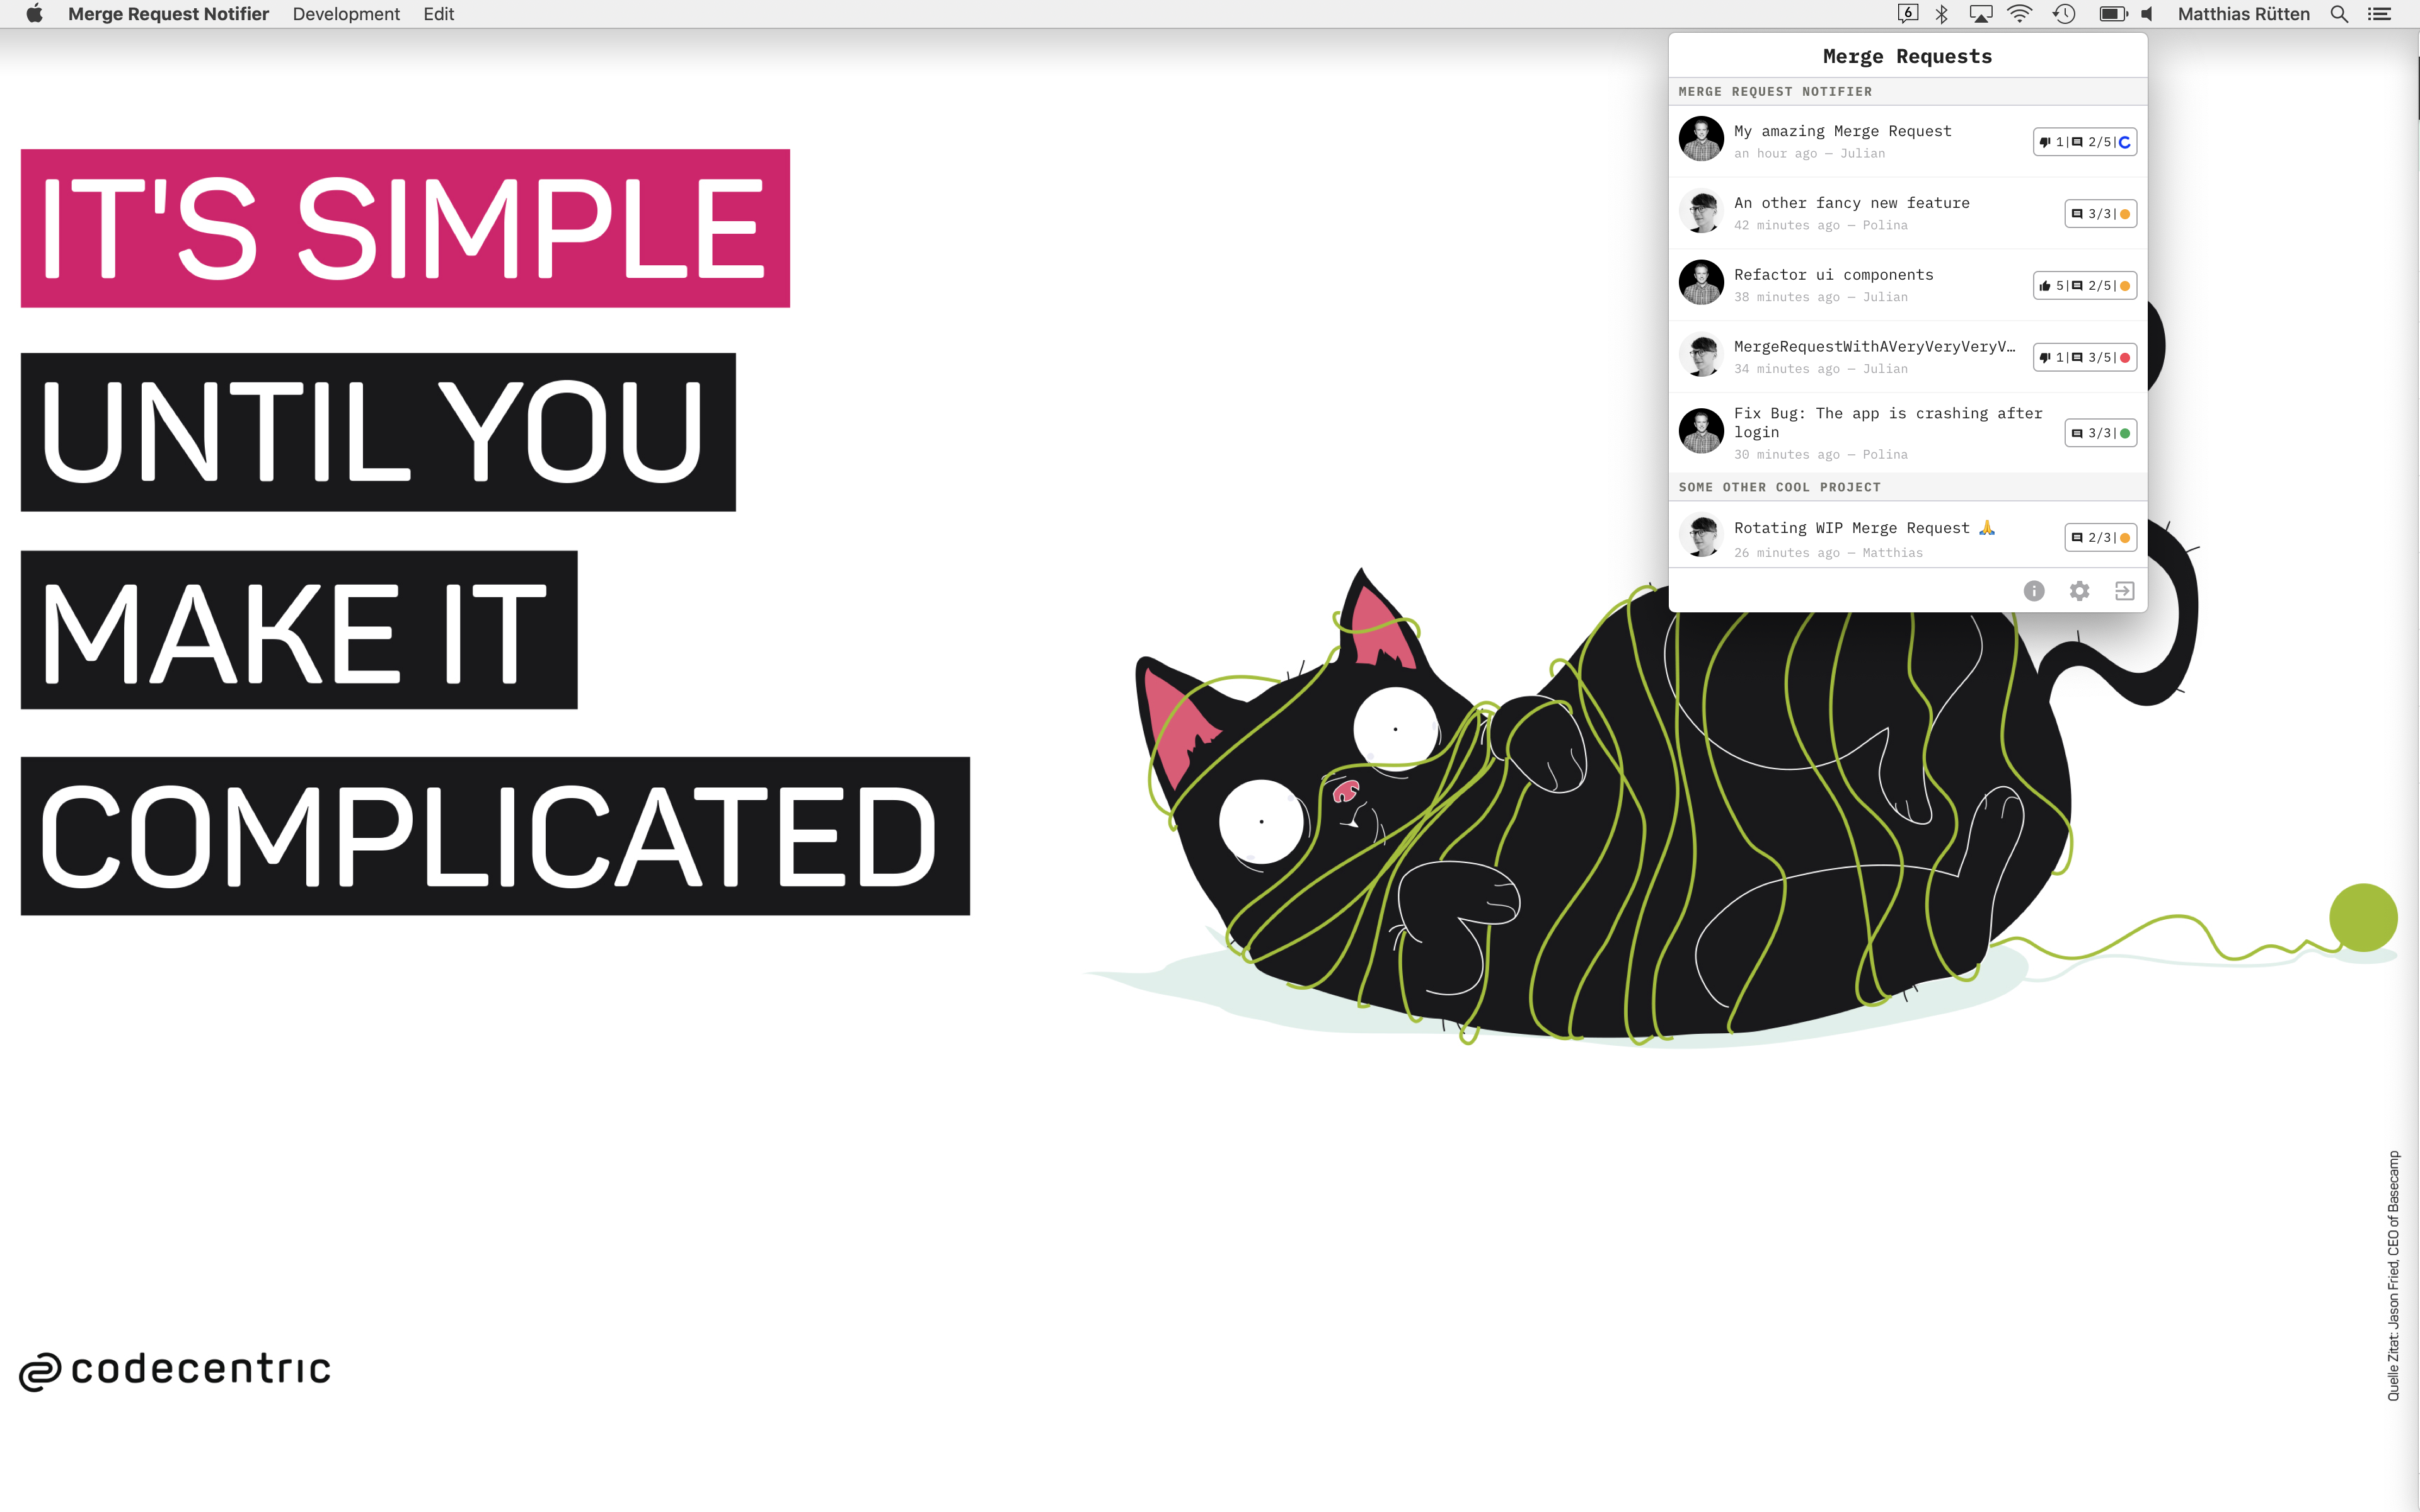 Merge Request Notifier Development Edit 6 Matthias Rütten
Merge Requests
MERGE REQUEST NOTIFIER
My amazing Merge Request
an hour ago — Julian
1|2/5|
An other fancy new feature
42 minutes ago — Polina
3/3|
Refactor ui components
38 minutes ago — Julian
5|2/5|
MergeRequestWithAVeryVeryVeryV…
34 minutes ago — Julian
1|3/5|
Fix Bug: The app is crashing after
login
30 minutes ago — Polina
3/3|
SOME OTHER COOL PROJECT
Rotating WIP Merge Request 🙏
26 minutes ago — Matthias
2/3|
IT'S SIMPLE
UNTIL YOU
MAKE IT
COMPLICATED
codecentric
Quelle Zitat: Jason Fried, CEO of Basecamp